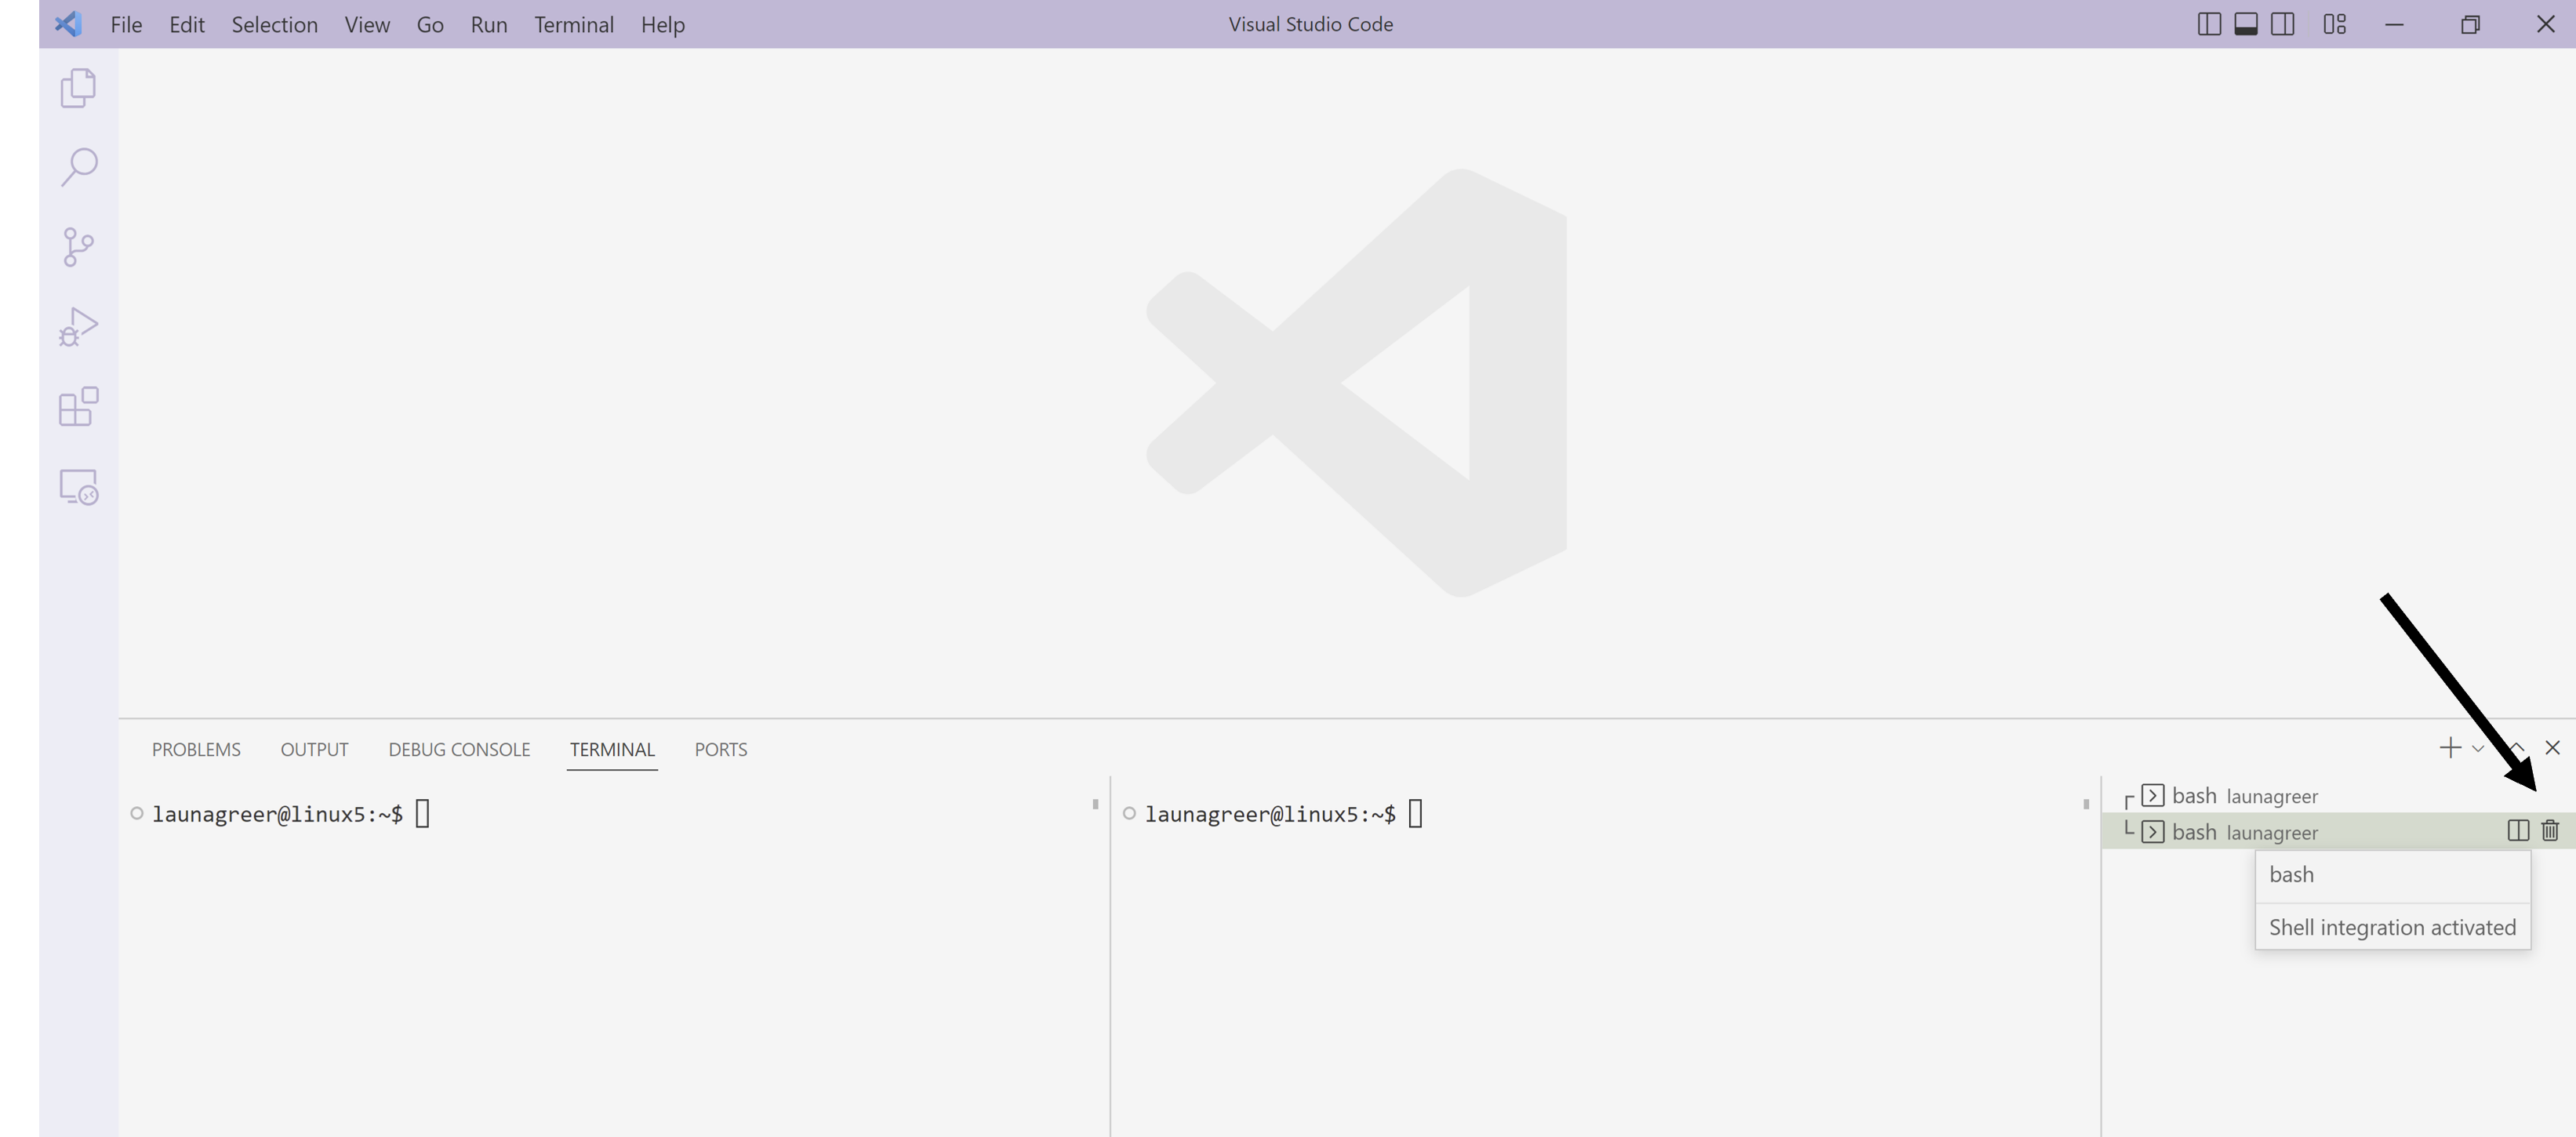 File Edit Selection View Go Run Terminal Help Visual Studio Code
PROBLEMS OUTPUT DEBUG CONSOLE TERMINAL PORTS
launagreer@linux5:~$ launagreer@linux5:~$
bash launagreer
bash launagreer
bash
Shell integration activated